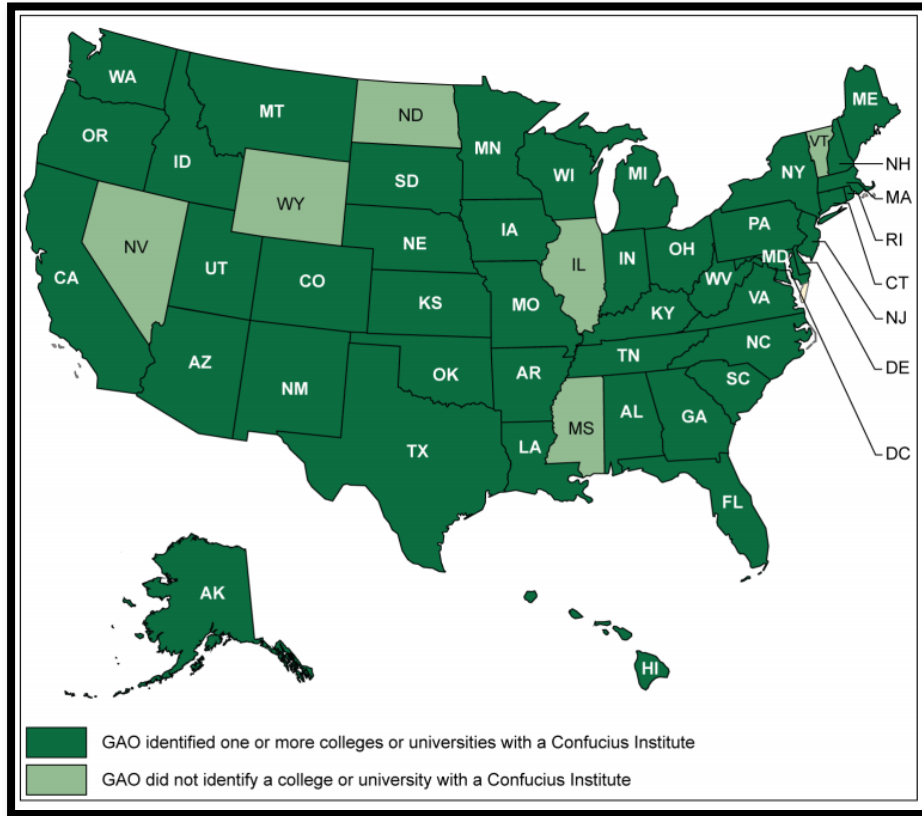 WA
MT
ND
MN
ME
OR
ID
SD
WI
MI
NY
VT
NH
MA
WY
NE
IA
PA
RI
NV
UT
CO
IL
IN
OH
MD
CT
CA
KS
MO
WV
VA
NJ
KY
AZ
NM
OK
AR
TN
NC
DE
SC
MS
AL
GA
DC
TX
LA
FL
AK
HI
GAO identified one or more colleges or universities with a Confucius Institute
GAO did not identify a college or university with a Confucius Institute